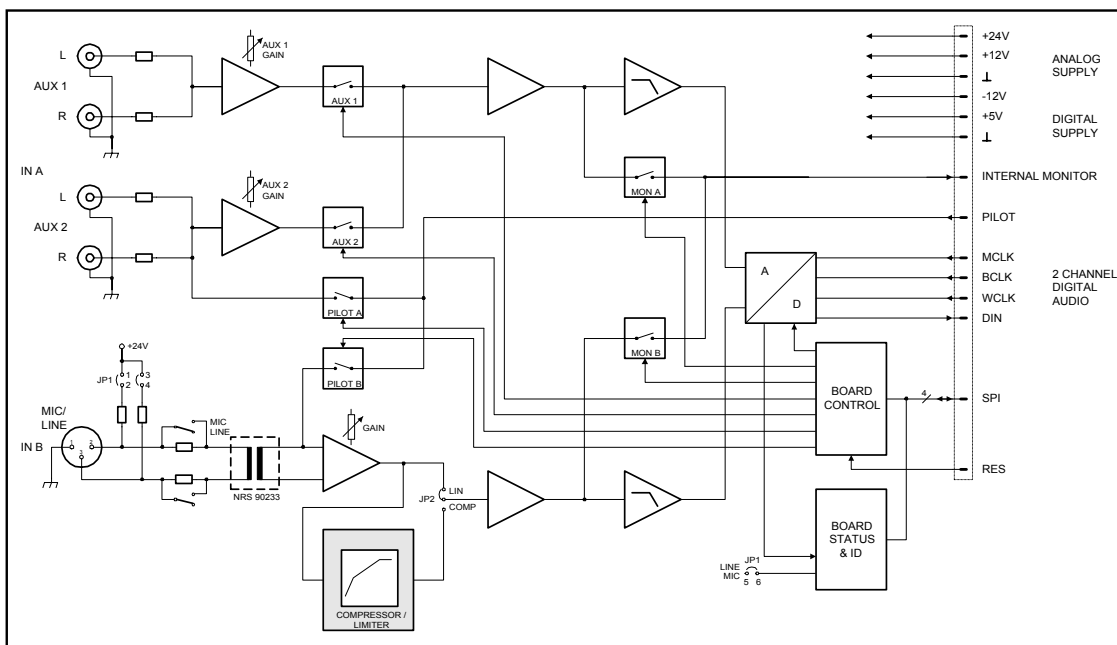 L
AUX 1
GAIN
AUX 1
R
AUX 1
IN A
L
AUX 2
GAIN
AUX 2
R
AUX 2
PILOT A
PILOT B
+24V
JP1
1
2
3
4
MIC/
LINE
1
2
3
IN B
MIC
LINE
NRS 90233
GAIN
JP2
LIN
COMP
COMPRESSOR /
LIMITER
MON A
MON B
A
D
BOARD
CONTROL
4
BOARD
STATUS
& ID
JP1
LINE
MIC
5 6
+24V
+12V
-12V
+5V
ANALOG
SUPPLY
DIGITAL
SUPPLY
INTERNAL MONITOR
PILOT
MCLK
BCLK
WCLK
DIN
2 CHANNEL
DIGITAL
AUDIO
SPI
RES